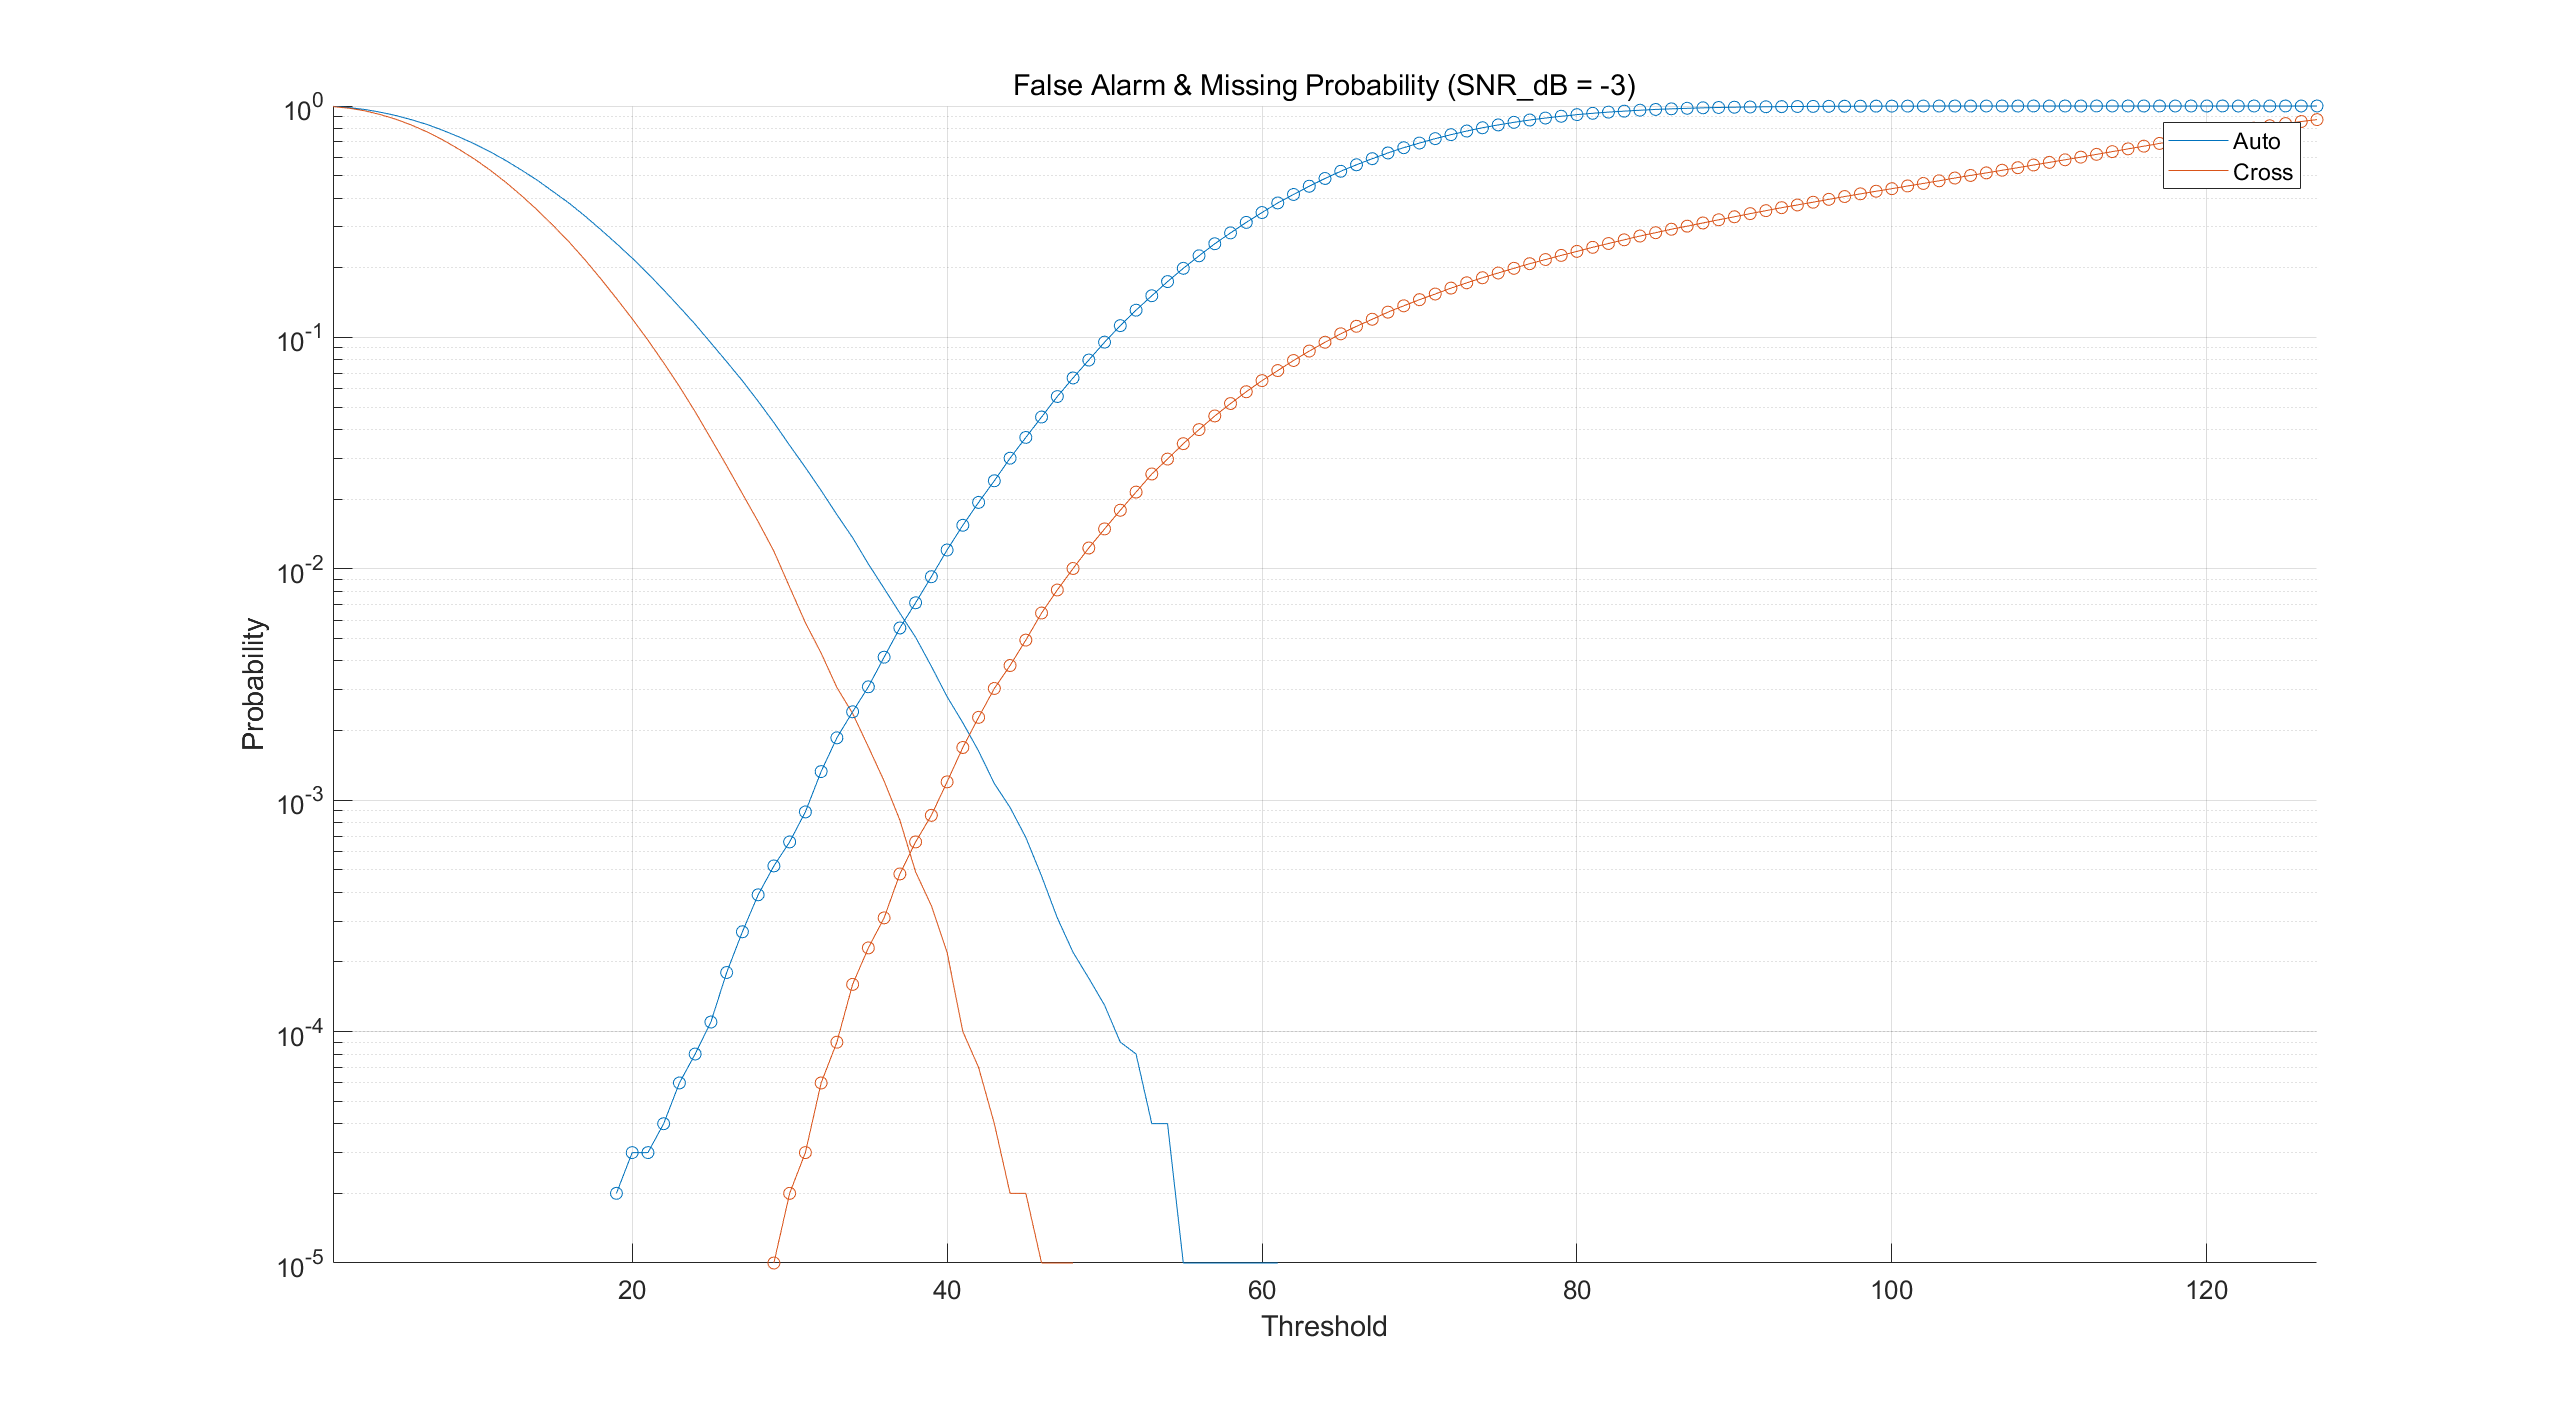 False Alarm & Missing Probability (SNR_dB = -3)
10^0
10^-1
10^-2
10^-3
10^-4
10^-5
Probability
Auto
Cross
20 40 60 80 100 120
Threshold